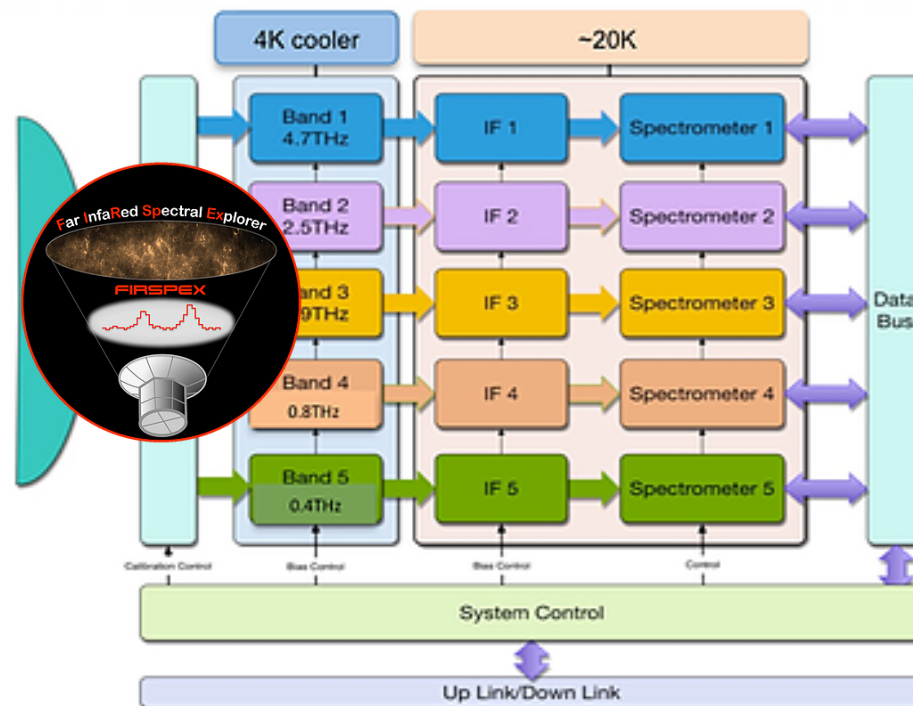 4K cooler
~20K
Band 1
4.7THz
IF 1
Spectrometer 1
Far InfaRed Spectral Explorer
FIRSPEX
Band 2
2.5THz
IF 2
Spectrometer 2
Band 3
9THz
IF 3
Spectrometer 3
Data
Bus
Band 4
0.8THz
IF 4
Spectrometer 4
Band 5
0.4THz
IF 5
Spectrometer 5
Calibration Control
Bias Control
Bias Control
Control
System Control
Up Link/Down Link